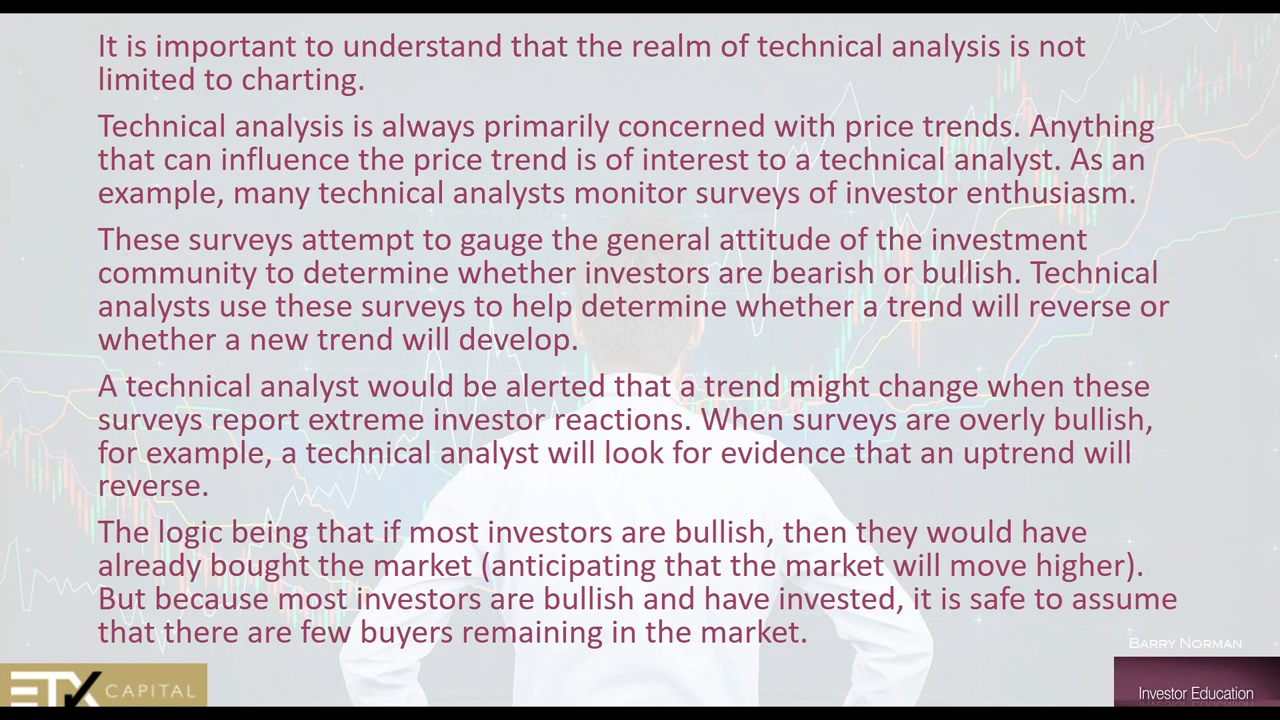 It is important to understand that the realm of technical analysis is not
limited to charting.
Technical analysis is always primarily concerned with price trends. Anything
that can influence the price trend is of interest to a technical analyst. As an
example, many technical analysts monitor surveys of investor enthusiasm.
These surveys attempt to gauge the general attitude of the investment
community to determine whether investors are bearish or bullish. Technical
analysts use these surveys to help determine whether a trend will reverse or
whether a new trend will develop.
A technical analyst would be alerted that a trend might change when these
surveys report extreme investor reactions. When surveys are overly bullish,
for example, a technical analyst will look for evidence that an uptrend will
reverse.
The logic being that if most investors are bullish, then they would have
already bought the market (anticipating that the market will move higher).
But because most investors are bullish and have invested, it is safe to assume
that there are few buyers remaining in the market.
BARRY NORMAN
ETX CAPITAL
Investor Education